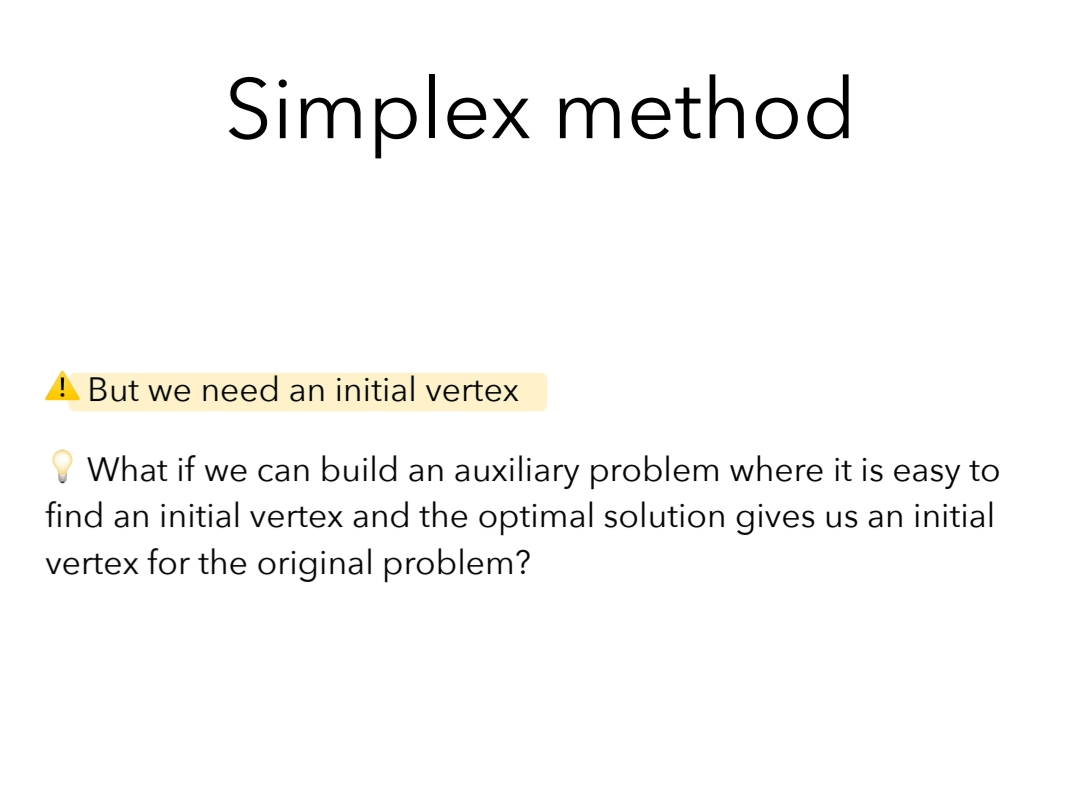 Simplex method
⚠️ But we need an initial vertex
💡 What if we can build an auxiliary problem where it is easy to
find an initial vertex and the optimal solution gives us an initial
vertex for the original problem?